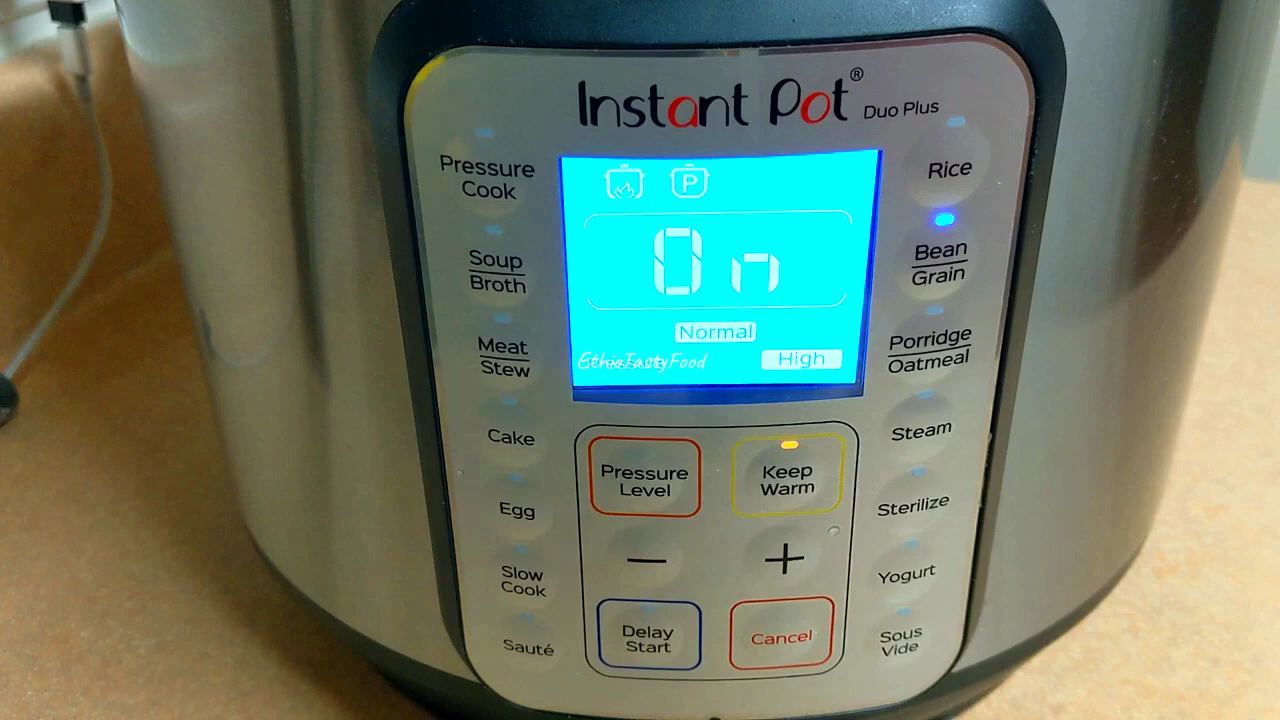 Instant Pot® Duo Plus
Pressure
Cook
Soup
Broth
Meat
Stew
Cake
Egg
Slow
Cook
Sauté
P
On
Normal
EthioTastyFood
High
Pressure
Level
Keep
Warm
−
+
Delay
Start
Cancel
Rice
Bean
Grain
Porridge
Oatmeal
Steam
Sterilize
Yogurt
Sous
Vide